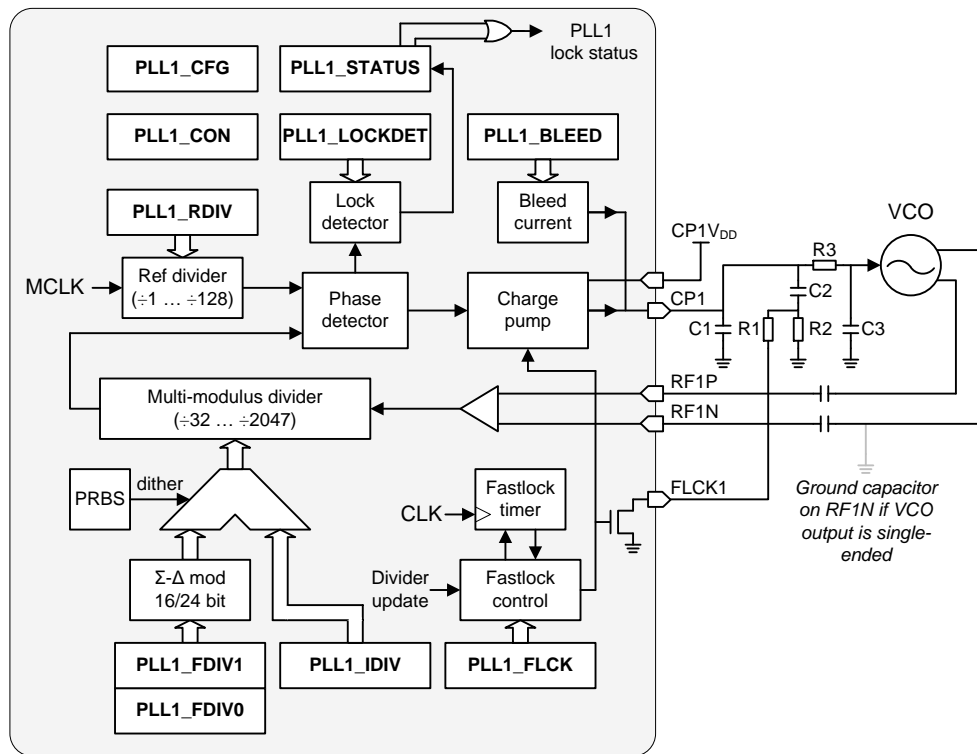 PLL1
lock status
PLL1_CFG
PLL1_STATUS
PLL1_CON
PLL1_LOCKDET
PLL1_BLEED
PLL1_RDIV
Lock
detector
Bleed
current
VCO
CP1VDD
MCLK
Ref divider
(÷1 … ÷128)
Phase
detector
Charge
pump
CP1
R3
C2
C1
R1
R2
C3
Multi-modulus divider
(÷32 … ÷2047)
RF1P
RF1N
PRBS
dither
CLK
Fastlock
timer
FLCK1
Ground capacitor
on RF1N if VCO
output is single-
ended
Σ-Δ mod
16/24 bit
Divider
update
Fastlock
control
PLL1_FDIV1
PLL1_IDIV
PLL1_FLCK
PLL1_FDIV0